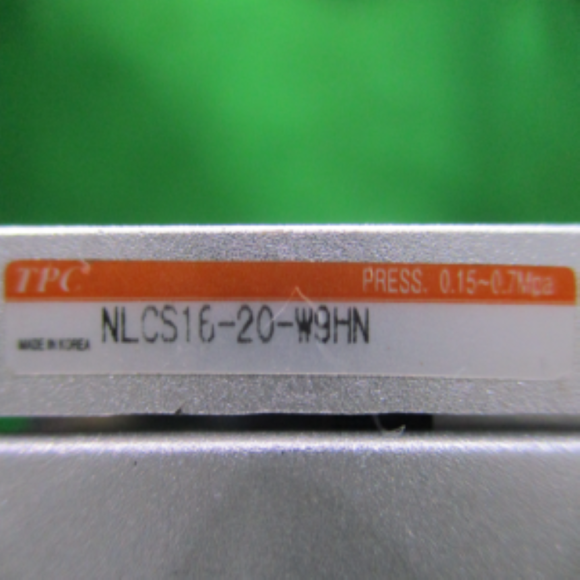 TPC PRESS. 0.15~0.7Mpa
NLCS16-20-W9HN
MADE IN KOREA